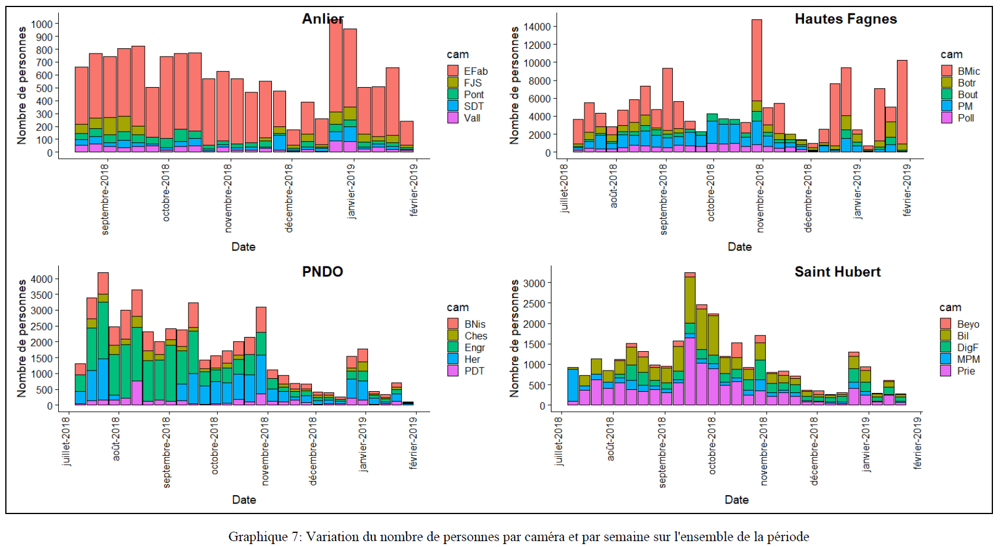 Anlier
Nombre de personnes
1000
900
800
700
600
500
400
300
200
100
0
septembre-2018
octobre-2018
novembre-2018
décembre-2018
janvier-2019
février-2019
Date
cam
EFab
FJS
Pont
SDT
Vall
Hautes Fagnes
Nombre de personnes
14000
12000
10000
8000
6000
4000
2000
0
juillet-2018
août-2018
septembre-2018
octobre-2018
novembre-2018
décembre-2018
janvier-2019
février-2019
Date
cam
BMic
Botr
Bout
PM
Poll
PNDO
Nombre de personnes
4000
3500
3000
2500
2000
1500
1000
500
0
juillet-2018
août-2018
septembre-2018
octobre-2018
novembre-2018
décembre-2018
janvier-2019
février-2019
Date
cam
BNis
Ches
Engr
Her
PDT
Saint Hubert
Nombre de personnes
3000
2500
2000
1500
1000
500
0
juillet-2018
août-2018
septembre-2018
octobre-2018
novembre-2018
décembre-2018
janvier-2019
février-2019
Date
cam
Beyo
Bil
DigF
MPM
Prie
Graphique 7: Variation du nombre de personnes par caméra et par semaine sur l'ensemble de la période